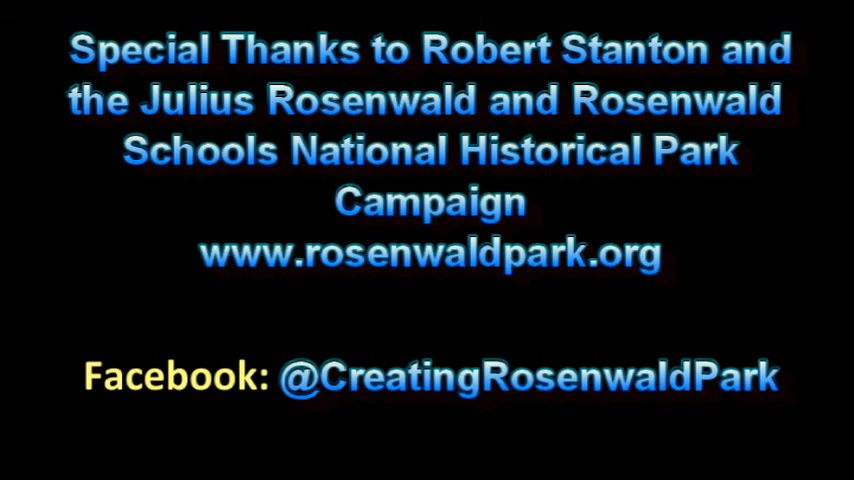 Special Thanks to Robert Stanton and
the Julius Rosenwald and Rosenwald
Schools National Historical Park
Campaign
www.rosenwaldpark.org
Facebook: @CreatingRosenwaldPark